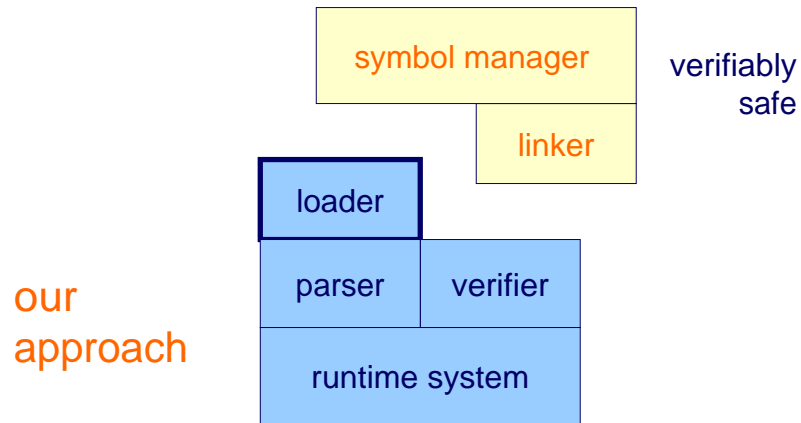 symbol manager
verifiably
safe
linker
loader
parser
verifier
our
approach
runtime system